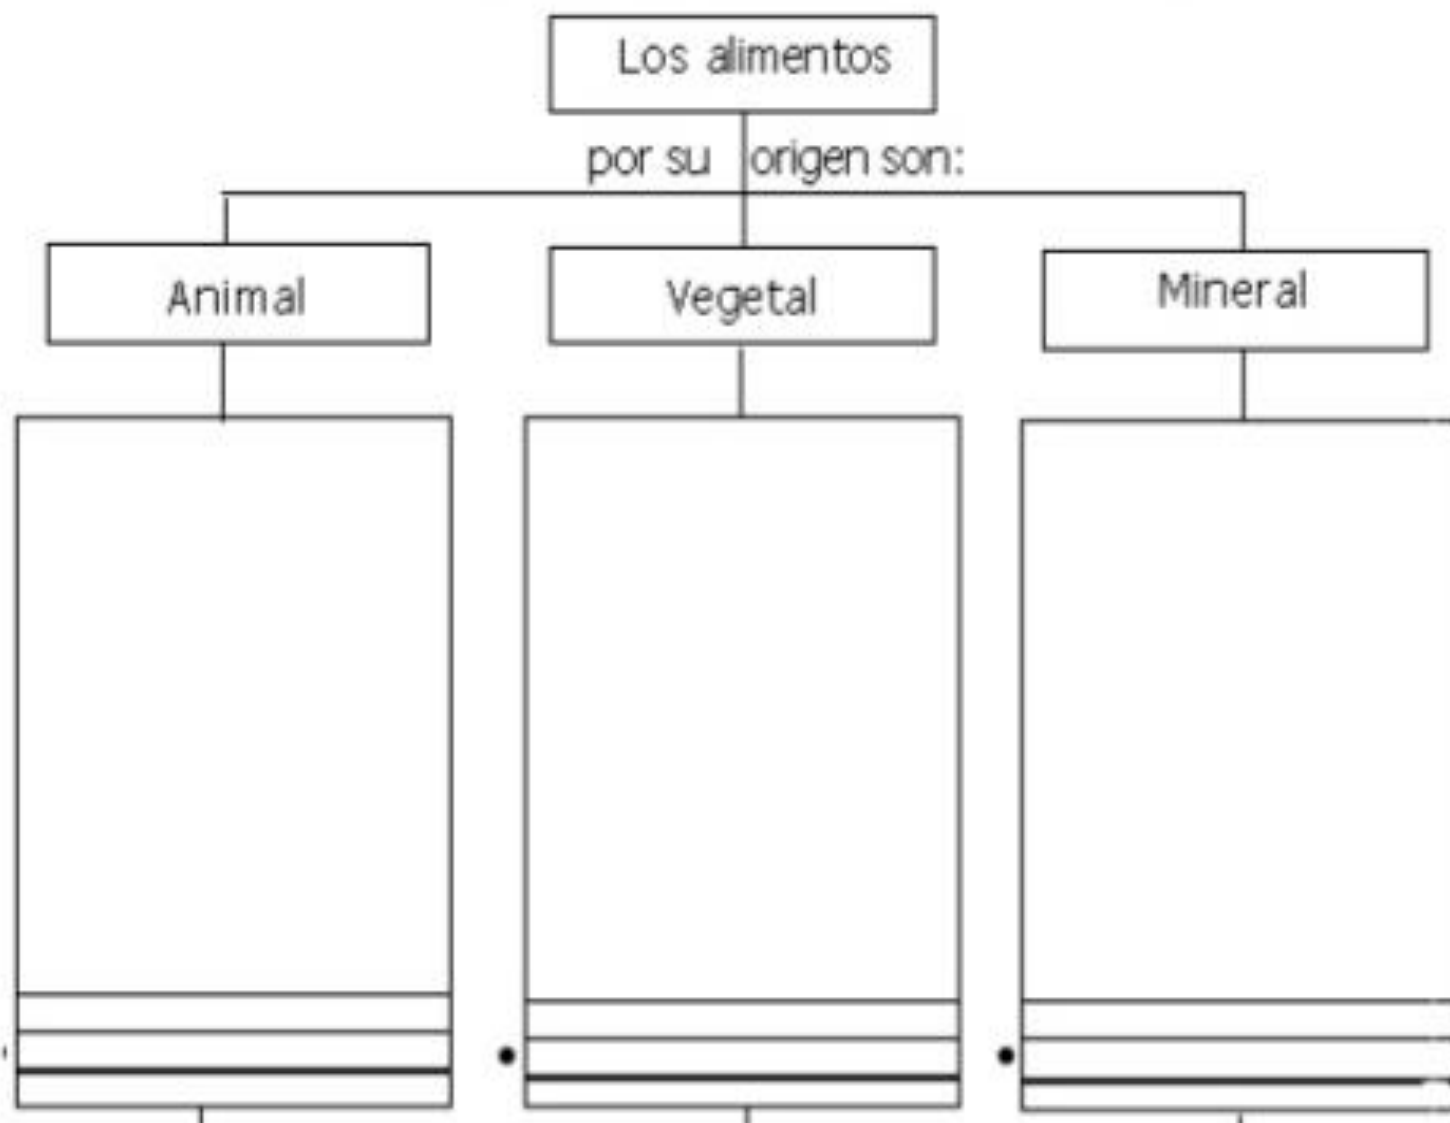 Los alimentos
por su origen son:
Animal
Vegetal
Mineral